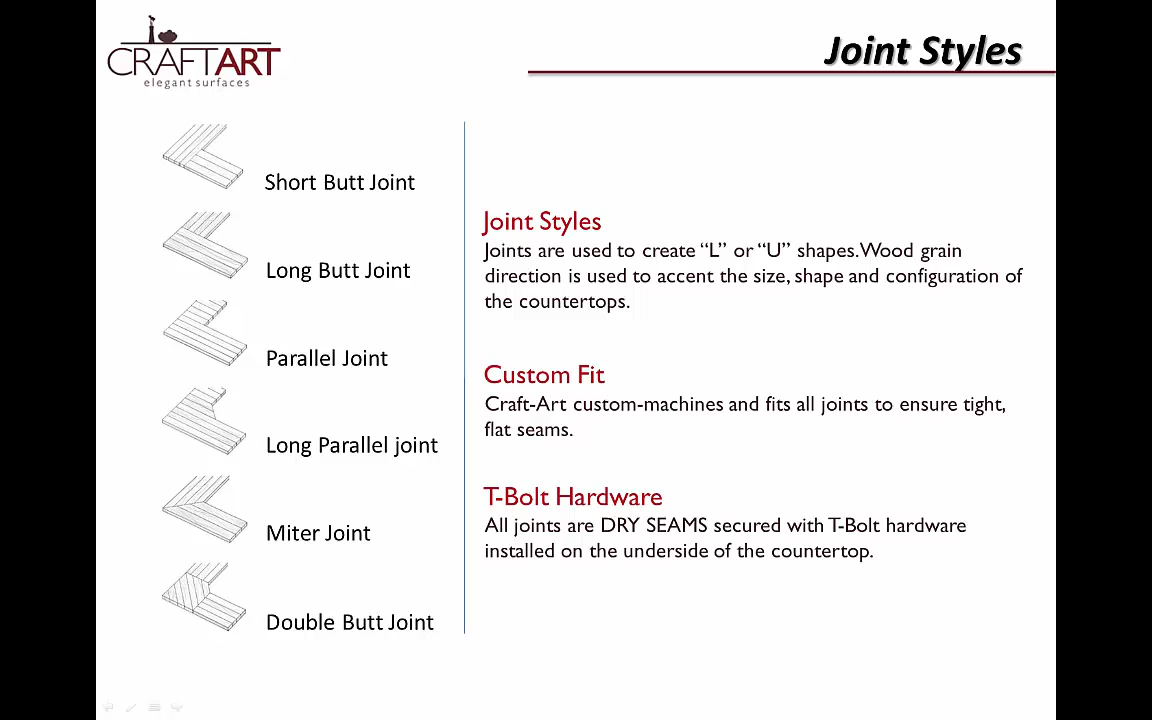 CRAFTART
elegant surfaces
Joint Styles
Short Butt Joint
Long Butt Joint
Parallel Joint
Long Parallel joint
Miter Joint
Double Butt Joint
Joint Styles
Joints are used to create “L” or “U” shapes. Wood grain
direction is used to accent the size, shape and configuration of
the countertops.
Custom Fit
Craft-Art custom-machines and fits all joints to ensure tight,
flat seams.
T-Bolt Hardware
All joints are DRY SEAMS secured with T-Bolt hardware
installed on the underside of the countertop.